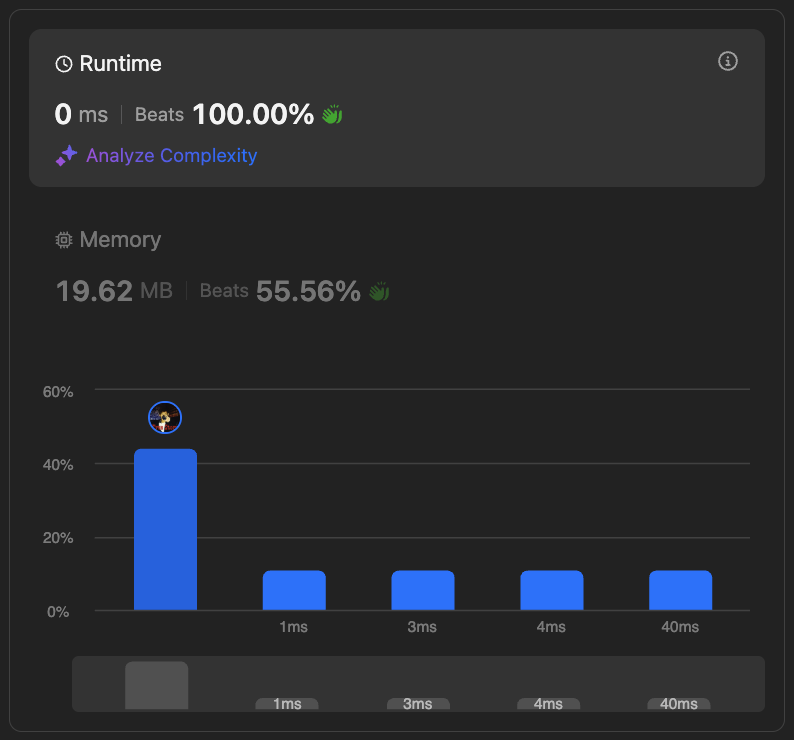 Runtime
0 ms Beats 100.00%
Analyze Complexity
Memory
19.62 MB Beats 55.56%
60%
40%
20%
0%
1ms 3ms 4ms 40ms
1ms 3ms 4ms 40ms